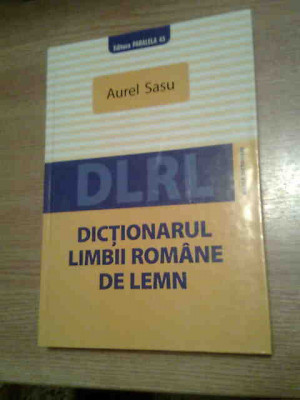 Editura PARALELA 45
Aurel Sasu
DLRL
DICȚIONARUL
LIMBII ROMÂNE
DE LEMN